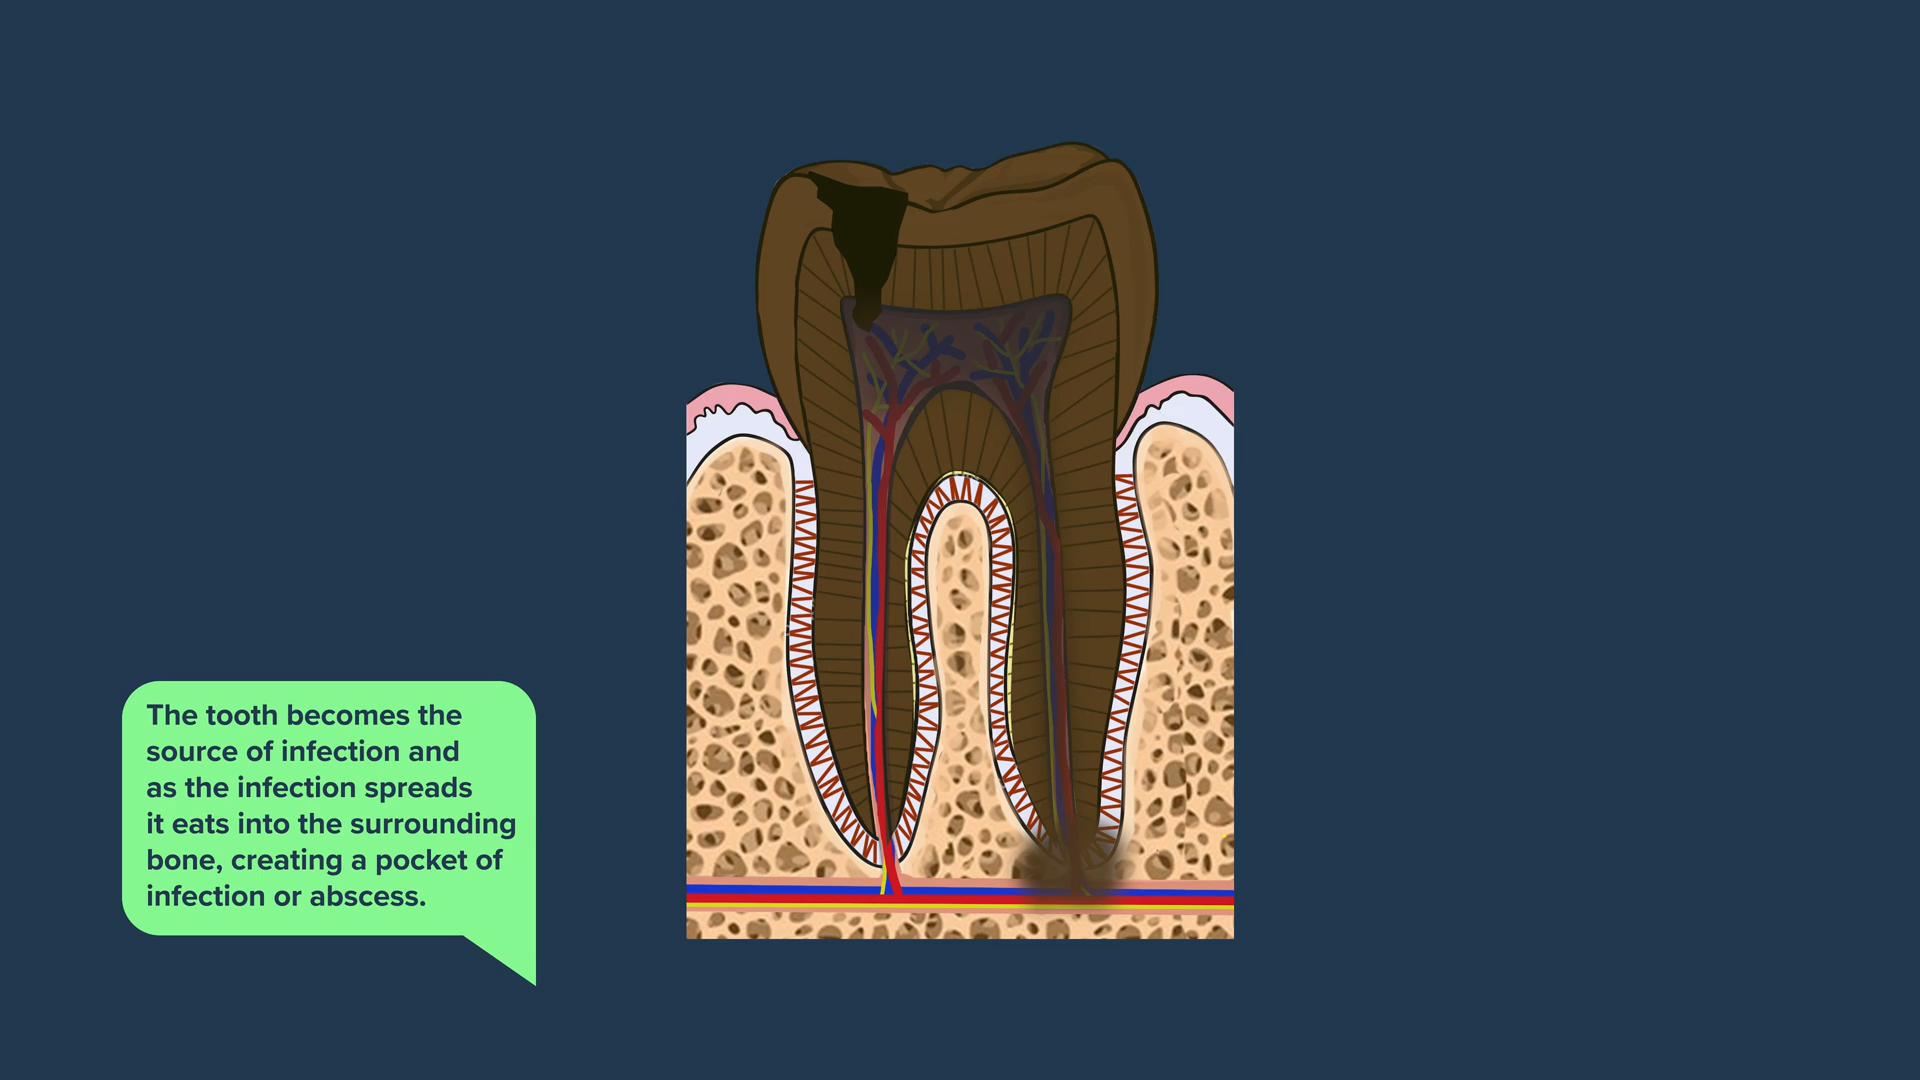 The tooth becomes the
source of infection and
as the infection spreads
it eats into the surrounding
bone, creating a pocket of
infection or abscess.